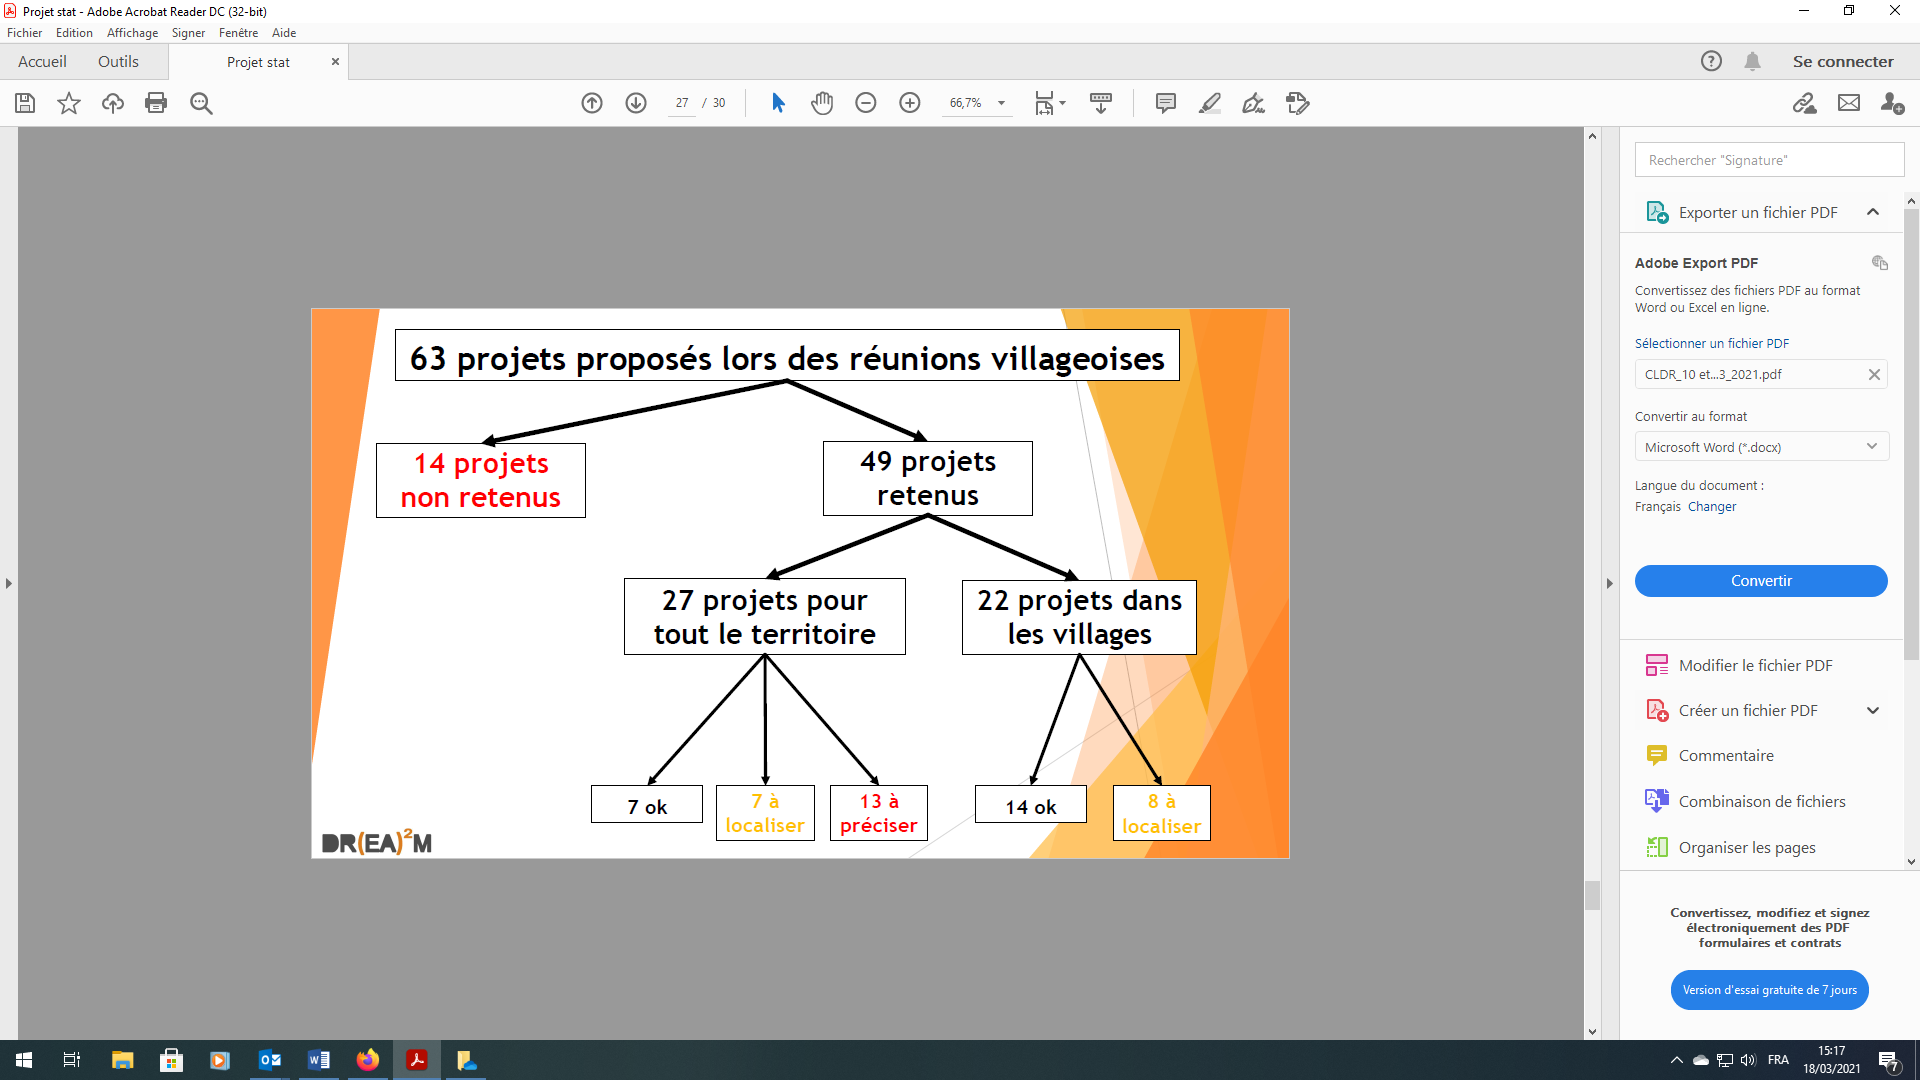 Projet stat - Adobe Acrobat Reader DC (32-bit)
Fichier Edition Affichage Signer Fenêtre Aide
Accueil Outils Projet stat × Se connecter
27 / 30 66,7%
63 projets proposés lors des réunions villageoises
14 projets
non retenus
49 projets
retenus
27 projets pour
tout le territoire
22 projets dans
les villages
7 ok
7 à
localiser
13 à
préciser
14 ok
8 à
localiser
DR(EA)²M
Rechercher "Signature"
Exporter un fichier PDF
Adobe Export PDF
Convertissez des fichiers PDF au format
Word ou Excel en ligne.
Sélectionner un fichier PDF
CLDR_10 et...3_2021.pdf
Convertir au format
Microsoft Word (*.docx)
Langue du document :
Français Changer
Convertir
Modifier le fichier PDF
Créer un fichier PDF
Commentaire
Combinaison de fichiers
Organiser les pages
Convertissez, modifiez et signez
électroniquement des PDF
formulaires et contrats
Version d'essai gratuite de 7 jours
FRA
15:17
18/03/2021
7